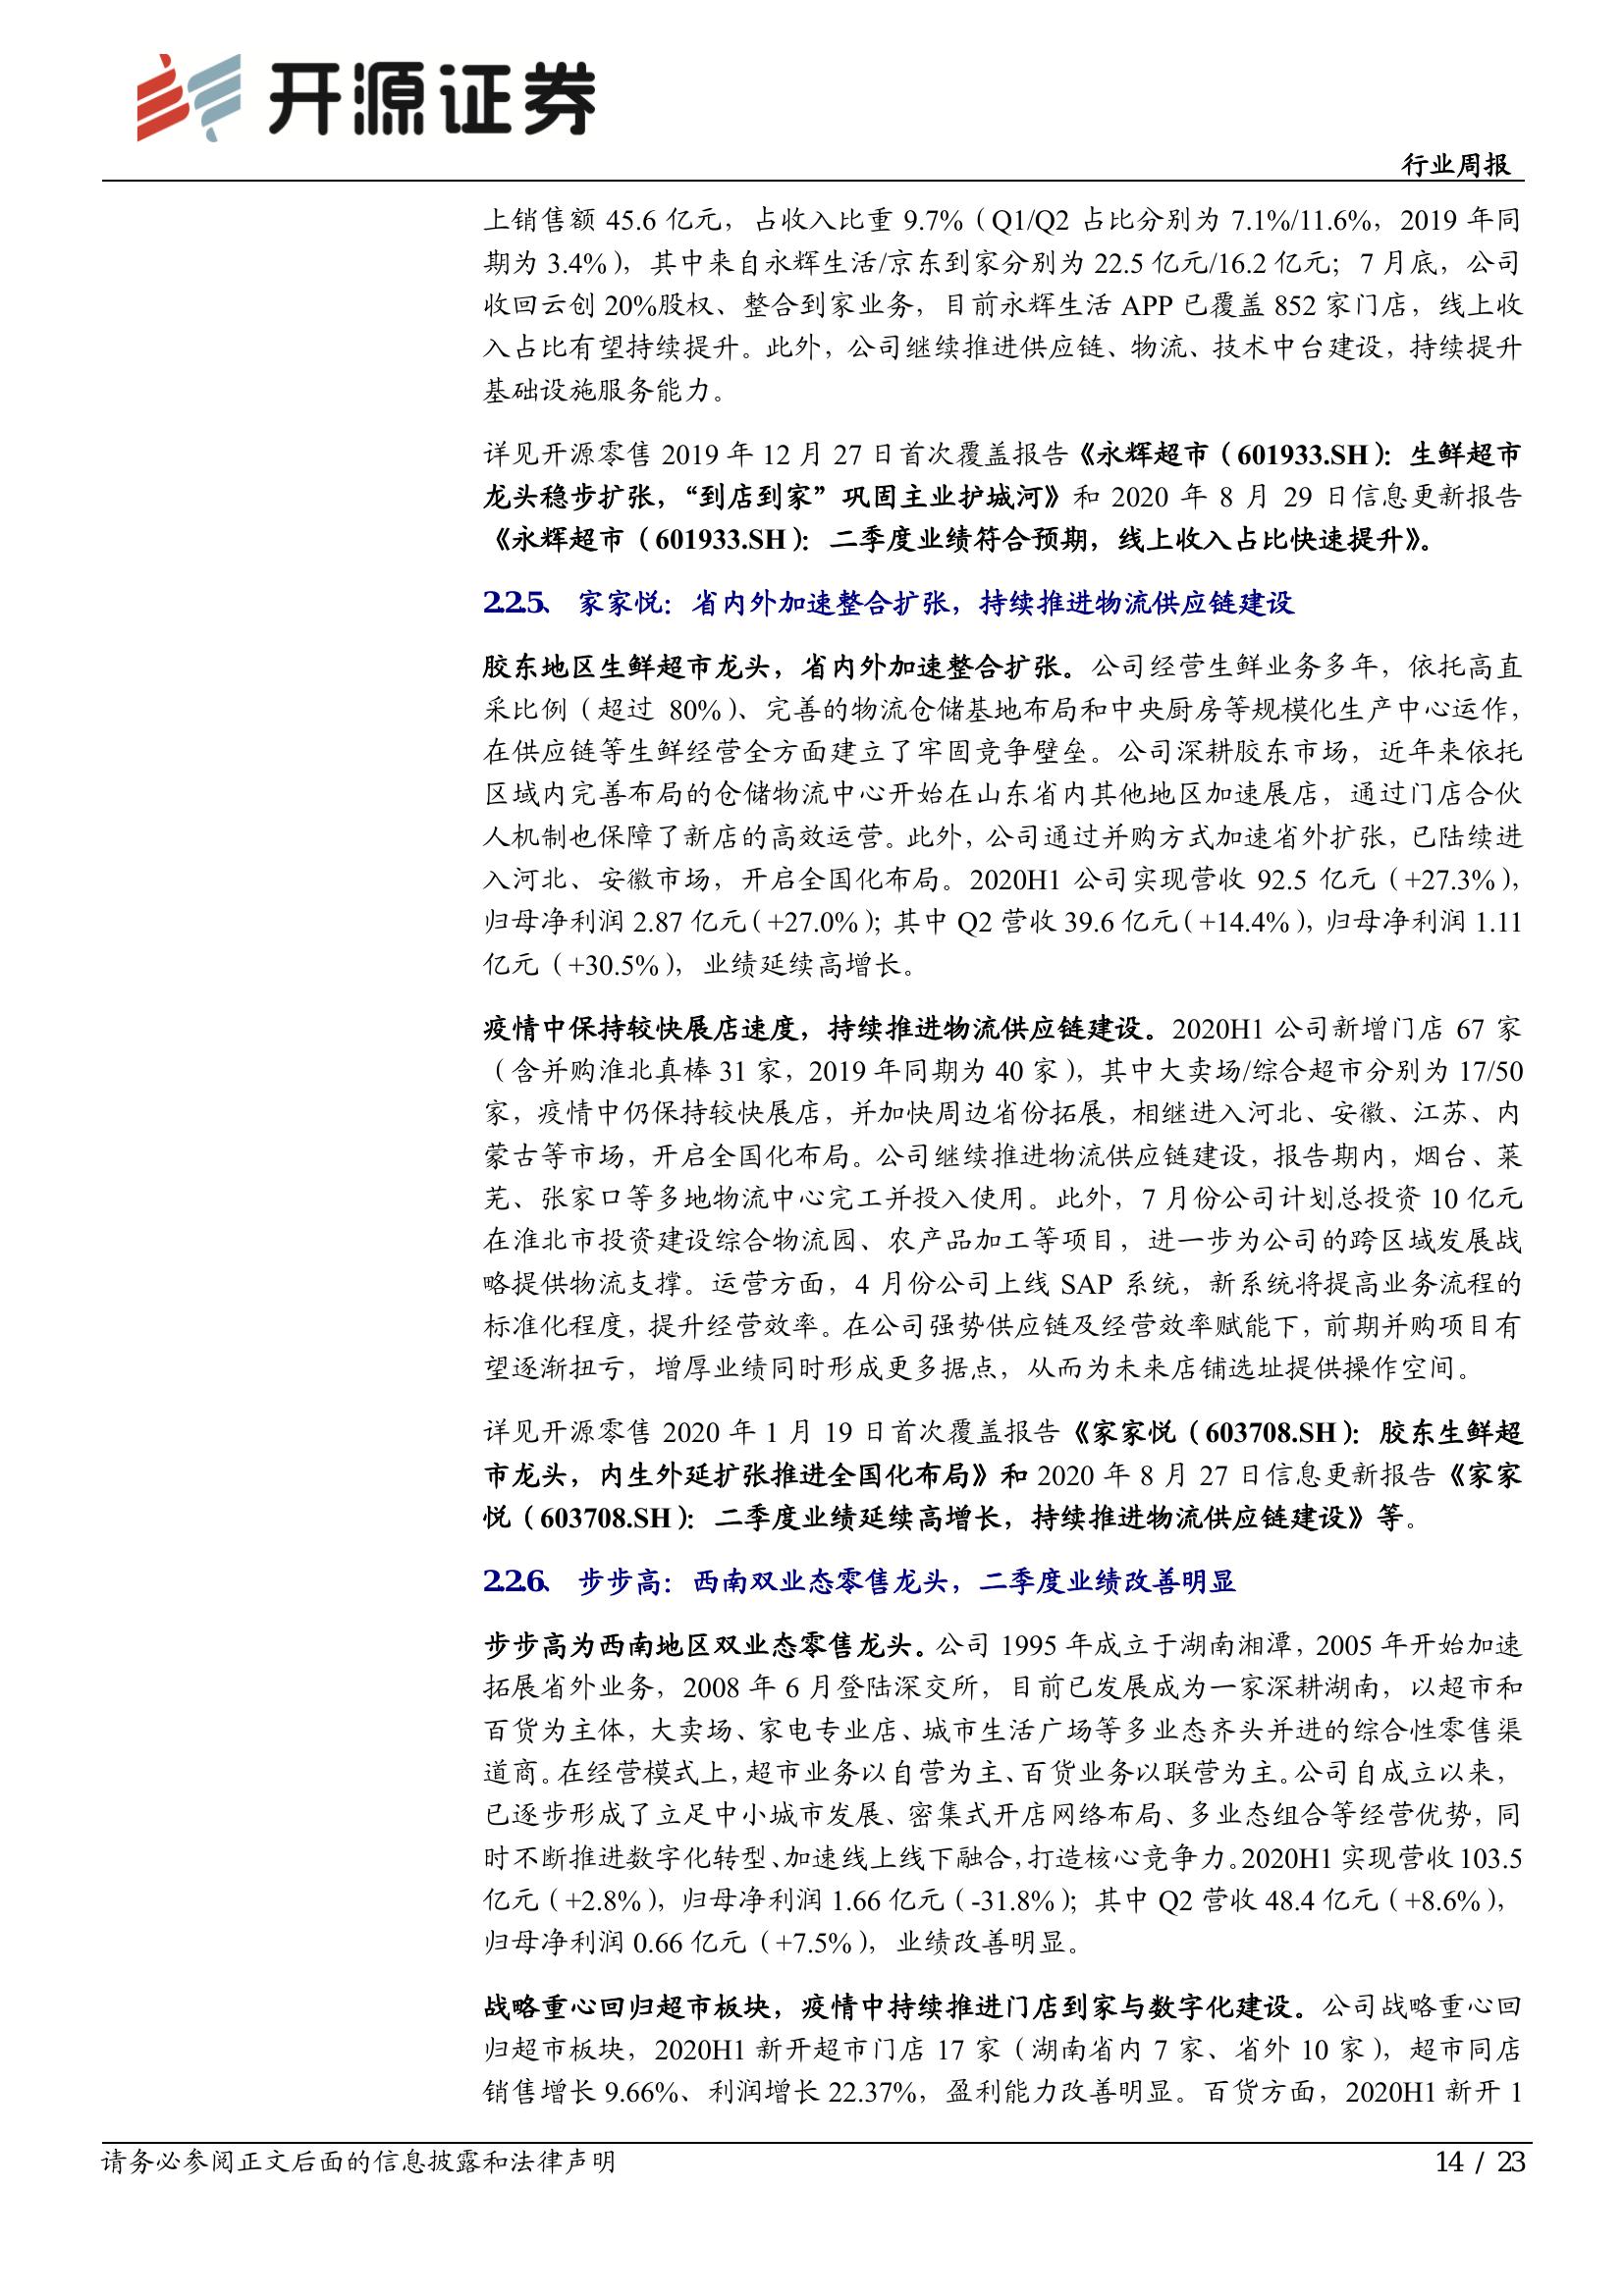 开源证券
行业周报
上销售额 45.6 亿元，占收入比重 9.7%（Q1/Q2 占比分别为 7.1%/11.6%，2019 年同
期为 3.4%），其中来自永辉生活/京东到家分别为 22.5 亿元/16.2 亿元；7 月底，公司
收回云创 20%股权、整合到家业务，目前永辉生活 APP 已覆盖 852 家门店，线上收
入占比有望持续提升。此外，公司继续推进供应链、物流、技术中台建设，持续提升
基础设施服务能力。
详见开源零售 2019 年 12 月 27 日首次覆盖报告《永辉超市（601933.SH）：生鲜超市
龙头稳步扩张，“到店到家”巩固主业护城河》和 2020 年 8 月 29 日信息更新报告
《永辉超市（601933.SH）：二季度业绩符合预期，线上收入占比快速提升》。
2.2.5、 家家悦：省内外加速整合扩张，持续推进物流供应链建设
胶东地区生鲜超市龙头，省内外加速整合扩张。公司经营生鲜业务多年，依托高直
采比例（超过 80%）、完善的物流仓储基地布局和中央厨房等规模化生产中心运作，
在供应链等生鲜经营全方面建立了牢固竞争壁垒。公司深耕胶东市场，近年来依托
区域内完善布局的仓储物流中心开始在山东省内其他地区加速展店，通过门店合伙
人机制也保障了新店的高效运营。此外，公司通过并购方式加速省外扩张，已陆续进
入河北、安徽市场，开启全国化布局。2020H1 公司实现营收 92.5 亿元（+27.3%），
归母净利润 2.87 亿元（+27.0%）；其中 Q2 营收 39.6 亿元（+14.4%），归母净利润 1.11
亿元（+30.5%），业绩延续高增长。
疫情中保持较快展店速度，持续推进物流供应链建设。2020H1 公司新增门店 67 家
（含并购淮北真棒 31 家，2019 年同期为 40 家），其中大卖场/综合超市分别为 17/50
家，疫情中仍保持较快展店，并加快周边省份拓展，相继进入河北、安徽、江苏、内
蒙古等市场，开启全国化布局。公司继续推进物流供应链建设，报告期内，烟台、莱
芜、张家口等多地物流中心完工并投入使用。此外，7 月份公司计划总投资 10 亿元
在淮北市投资建设综合物流园、农产品加工等项目，进一步为公司的跨区域发展战
略提供物流支撑。运营方面，4 月份公司上线 SAP 系统，新系统将提高业务流程的
标准化程度，提升经营效率。在公司强势供应链及经营效率赋能下，前期并购项目有
望逐渐扭亏，增厚业绩同时形成更多据点，从而为未来店铺选址提供操作空间。
详见开源零售 2020 年 1 月 19 日首次覆盖报告《家家悦（603708.SH）：胶东生鲜超
市龙头，内生外延扩张推进全国化布局》和 2020 年 8 月 27 日信息更新报告《家家
悦（603708.SH）：二季度业绩延续高增长，持续推进物流供应链建设》等。
2.2.6、 步步高：西南双业态零售龙头，二季度业绩改善明显
步步高为西南地区双业态零售龙头。公司 1995 年成立于湖南湘潭，2005 年开始加速
拓展省外业务，2008 年 6 月登陆深交所，目前已发展成为一家深耕湖南，以超市和
百货为主体，大卖场、家电专业店、城市生活广场等多业态齐头并进的综合性零售渠
道商。在经营模式上，超市业务以自营为主、百货业务以联营为主。公司自成立以来，
已逐步形成了立足中小城市发展、密集式开店网络布局、多业态组合等经营优势，同
时不断推进数字化转型、加速线上线下融合，打造核心竞争力。2020H1 实现营收 103.5
亿元（+2.8%），归母净利润 1.66 亿元（-31.8%）；其中 Q2 营收 48.4 亿元（+8.6%），
归母净利润 0.66 亿元（+7.5%），业绩改善明显。
战略重心回归超市板块，疫情中持续推进门店到家与数字化建设。公司战略重心回
归超市板块，2020H1 新开超市门店 17 家（湖南省内 7 家、省外 10 家），超市同店
销售增长 9.66%、利润增长 22.37%，盈利能力改善明显。百货方面，2020H1 新开 1
请务必参阅正文后面的信息披露和法律声明
14 / 23